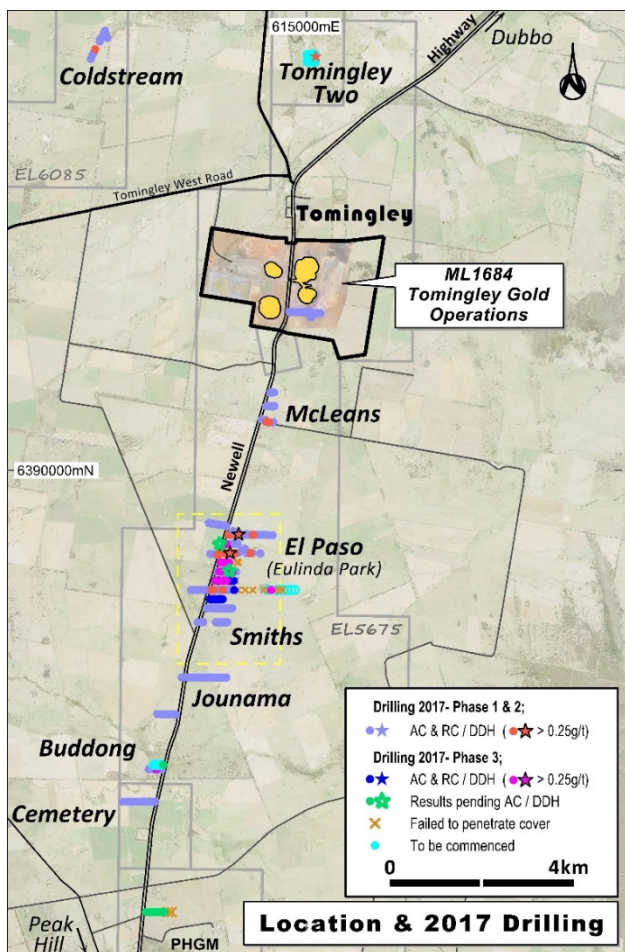 615000mE
Highway
Dubbo
Coldstream
Tomingley
Two
EL6085
Tomingley West Road
Tomingley
ML1684
Tomingley Gold
Operations
McLeans
Newell
6390000mN
El Paso
(Eulinda Park)
Smiths
EL5675
Jounama
Buddong
Cemetery
Drilling 2017- Phase 1 & 2;
AC & RC / DDH ( > 0.25g/t)
Drilling 2017- Phase 3;
AC & RC / DDH ( > 0.25g/t)
Results pending AC / DDH
Failed to penetrate cover
To be commenced
0 4km
Location & 2017 Drilling
Peak
Hill
PHGM